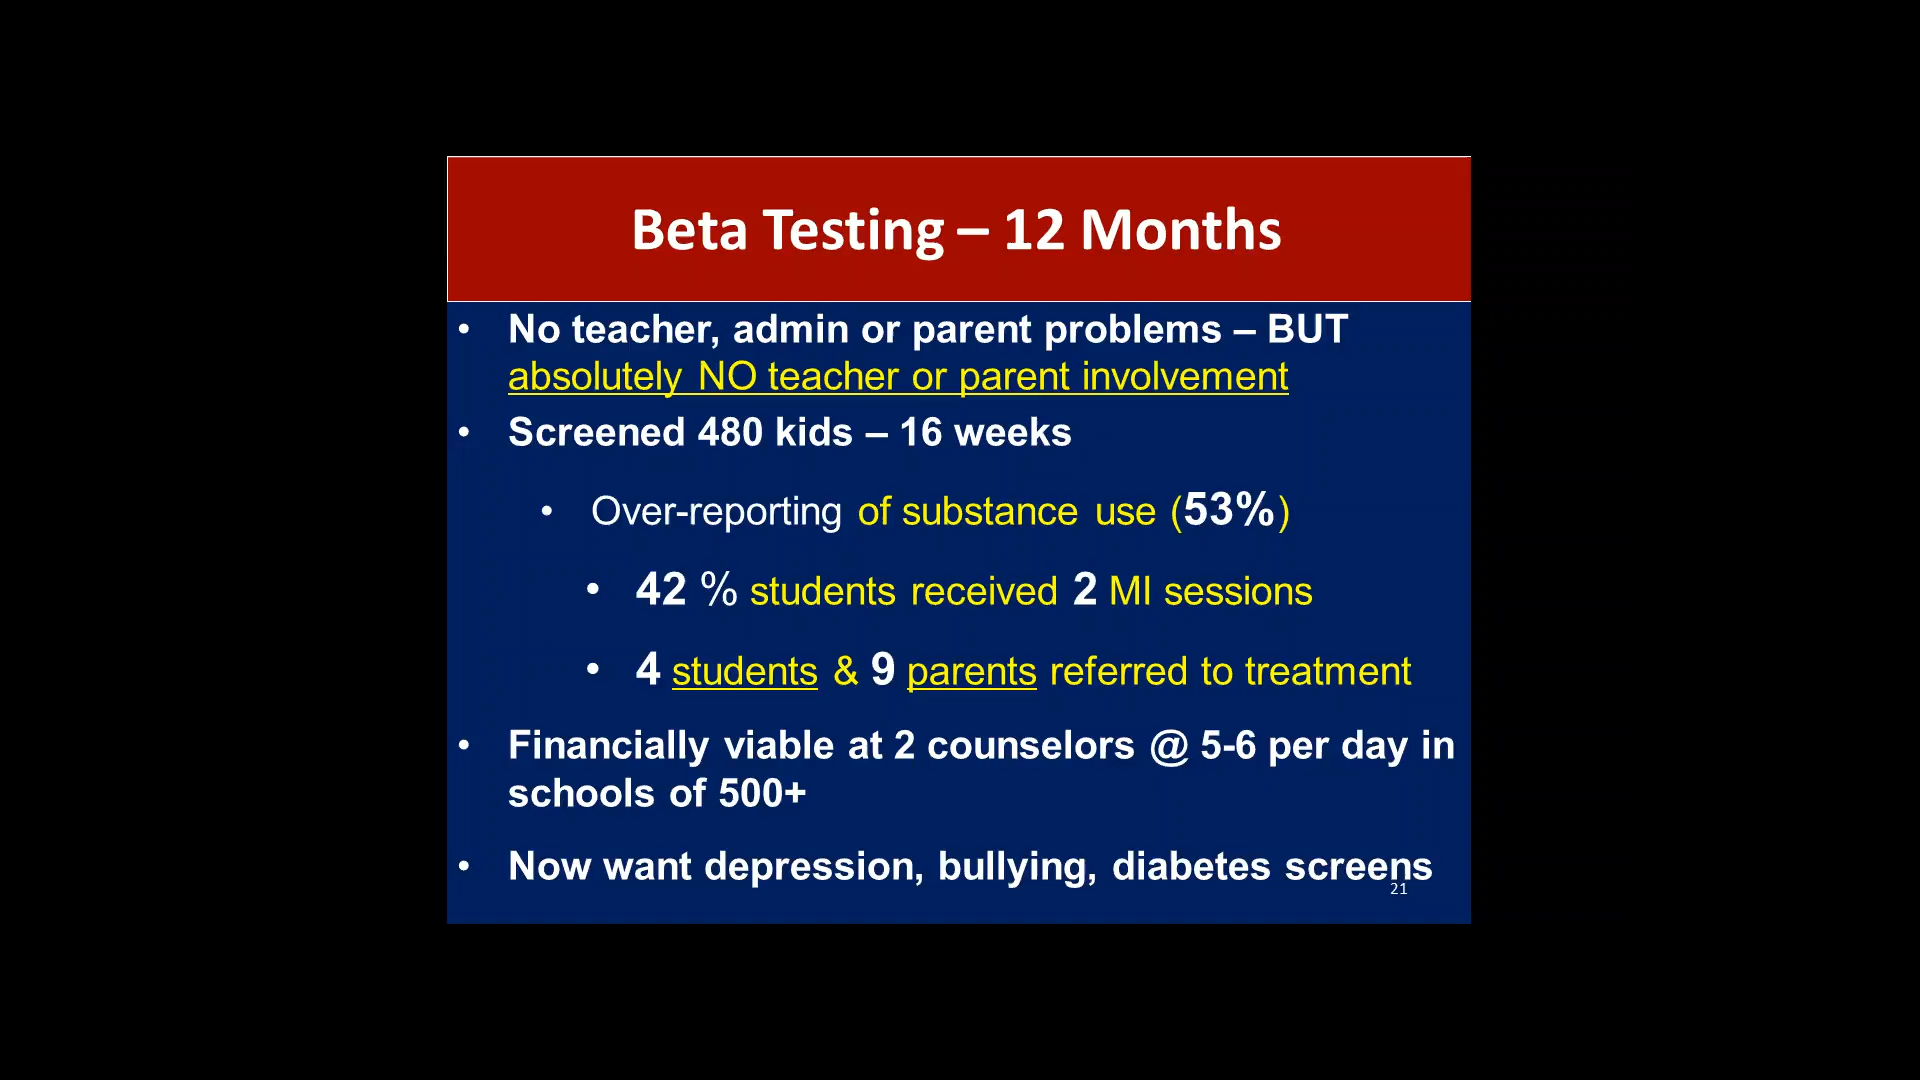 Beta Testing – 12 Months
• No teacher, admin or parent problems – BUT
absolutely NO teacher or parent involvement
• Screened 480 kids – 16 weeks
• Over-reporting of substance use (53%)
• 42 % students received 2 MI sessions
• 4 students & 9 parents referred to treatment
• Financially viable at 2 counselors @ 5-6 per day in
schools of 500+
• Now want depression, bullying, diabetes screens
21